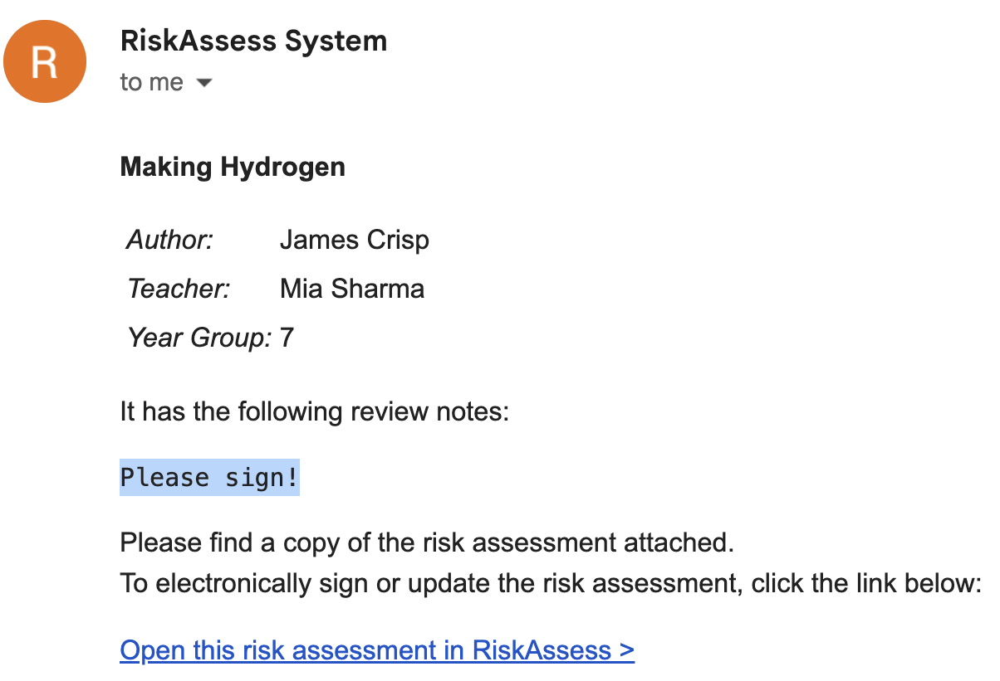 R
RiskAssess System
to me
Making Hydrogen
Author: James Crisp
Teacher: Mia Sharma
Year Group: 7
It has the following review notes:
Please sign!
Please find a copy of the risk assessment attached.
To electronically sign or update the risk assessment, click the link below:
Open this risk assessment in RiskAssess >